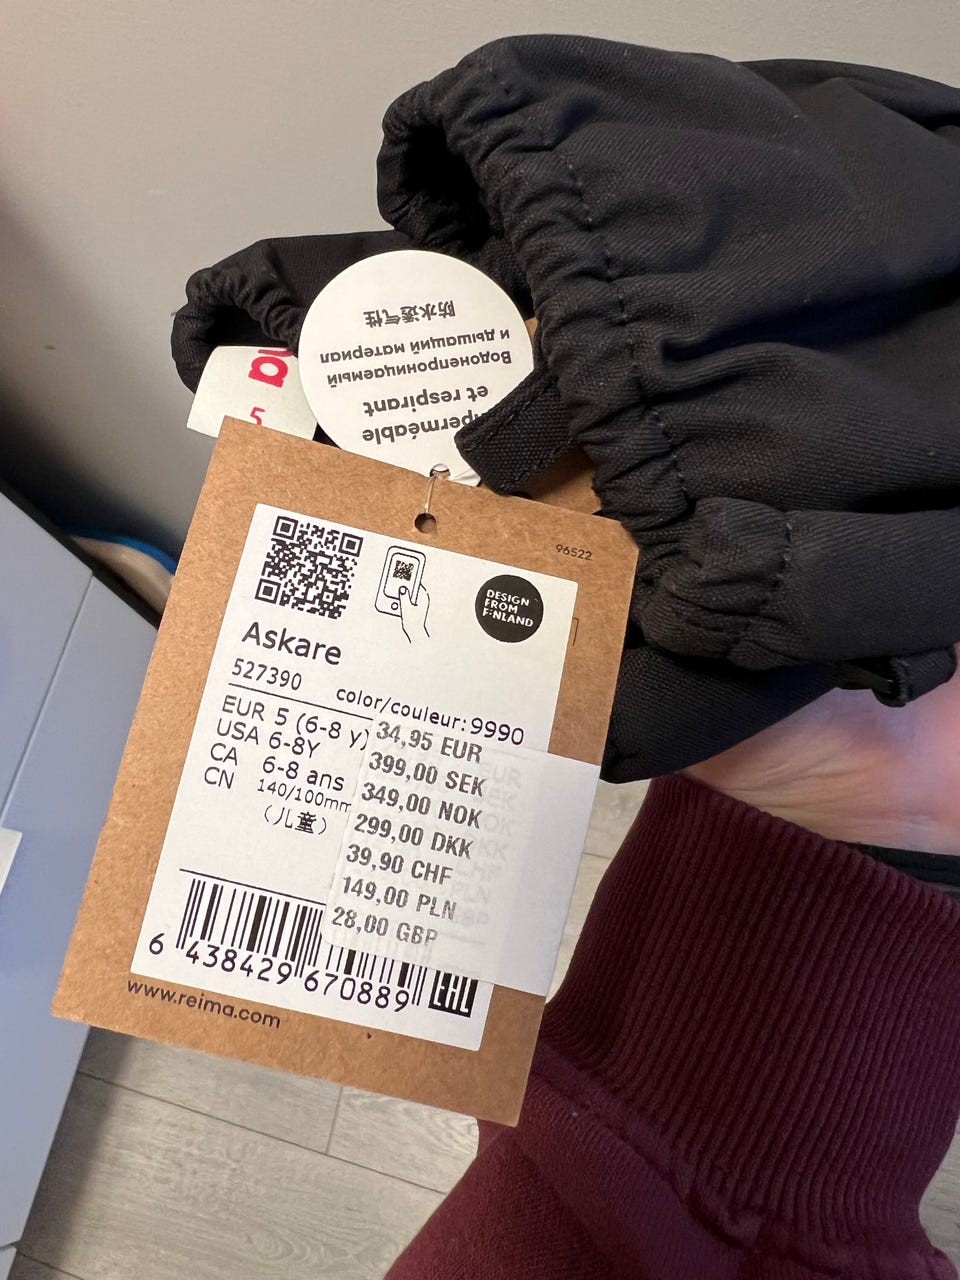 防水透气性
и дышащий материал
Водонепроницаемый
et respirant
perméable
5
96522
DESIGN
FROM
FINLAND
Askare
527390 color/couleur: 9990
EUR 5 (6-8 y)
USA 6-8Y
CA 6-8 ans
CN 140/100mm
(儿童)
34,95 EUR
399,00 SEK
349,00 NOK
299,00 DKK
39,90 CHF
149,00 PLN
28,00 GBP
6 438429 670889
EAC
www.reima.com